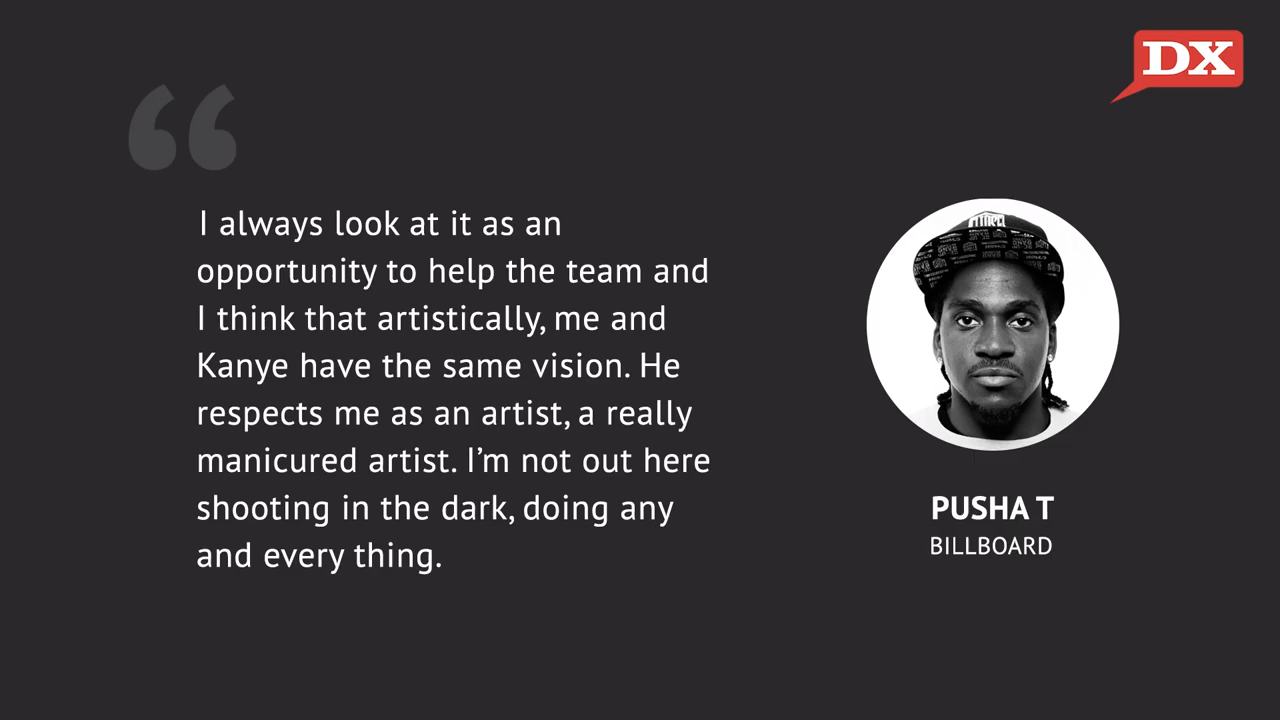 DX
“
I always look at it as an
opportunity to help the team and
I think that artistically, me and
Kanye have the same vision. He
respects me as an artist, a really
manicured artist. I’m not out here
shooting in the dark, doing any
and every thing.
PUSHA T
BILLBOARD